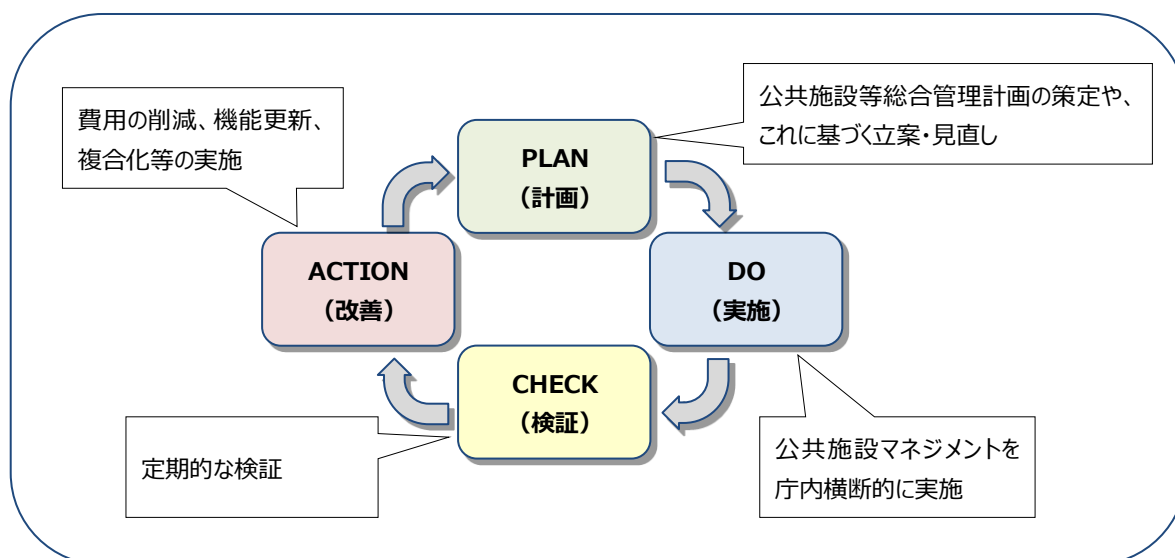 費用の削減、機能更新、
複合化等の実施
公共施設等総合管理計画の策定や、
これに基づく立案・見直し
PLAN
（計画）
ACTION
（改善）
DO
（実施）
CHECK
（検証）
定期的な検証
公共施設マネジメントを
庁内横断的に実施